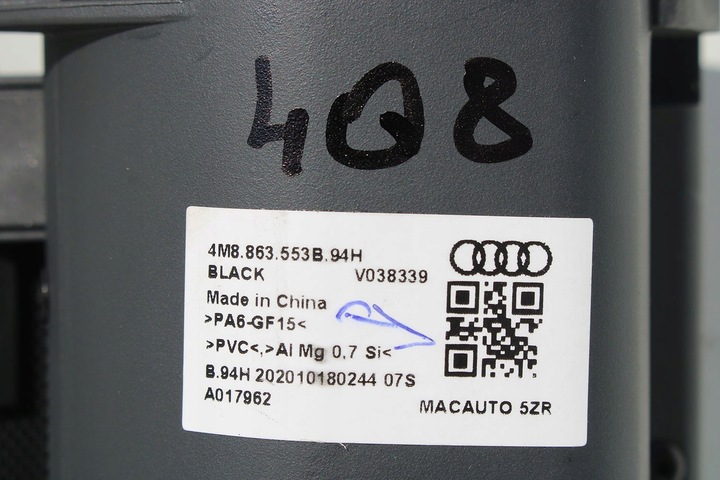 4Q8
4M8.863.553B.94H
BLACK V038339
Made in China
>PA6-GF15<
>PVC<,>Al Mg 0,7 Si<
B.94H 202010180244 07S
A017962
MACAUTO 5ZR